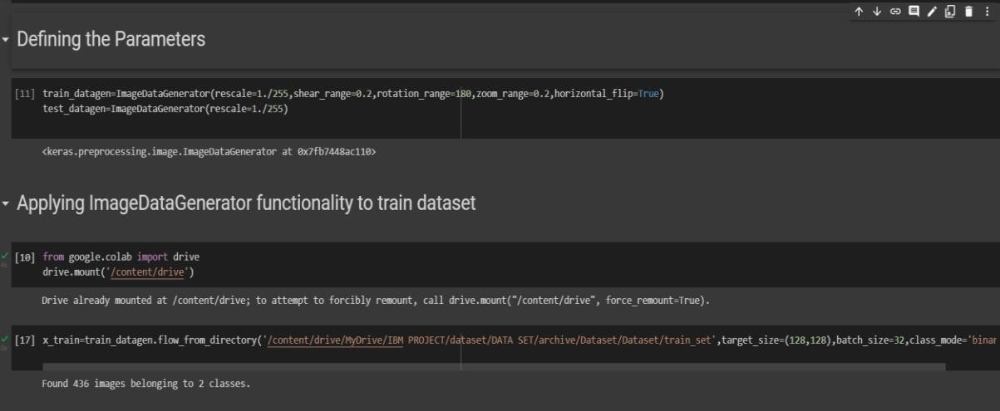 Defining the Parameters
[11] train_datagen=ImageDataGenerator(rescale=1./255,shear_range=0.2,rotation_range=180,zoom_range=0.2,horizontal_flip=True)
test_datagen=ImageDataGenerator(rescale=1./255)
<keras.preprocessing.image.ImageDataGenerator at 0x7fb7448ac110>
Applying ImageDataGenerator functionality to train dataset
[10] from google.colab import drive
drive.mount('/content/drive')
Drive already mounted at /content/drive; to attempt to forcibly remount, call drive.mount("/content/drive", force_remount=True).
[17] x_train=train_datagen.flow_from_directory('/content/drive/MyDrive/IBM PROJECT/dataset/DATA SET/archive/Dataset/Dataset/train_set',target_size=(128,128),batch_size=32,class_mode='binar
Found 436 images belonging to 2 classes.